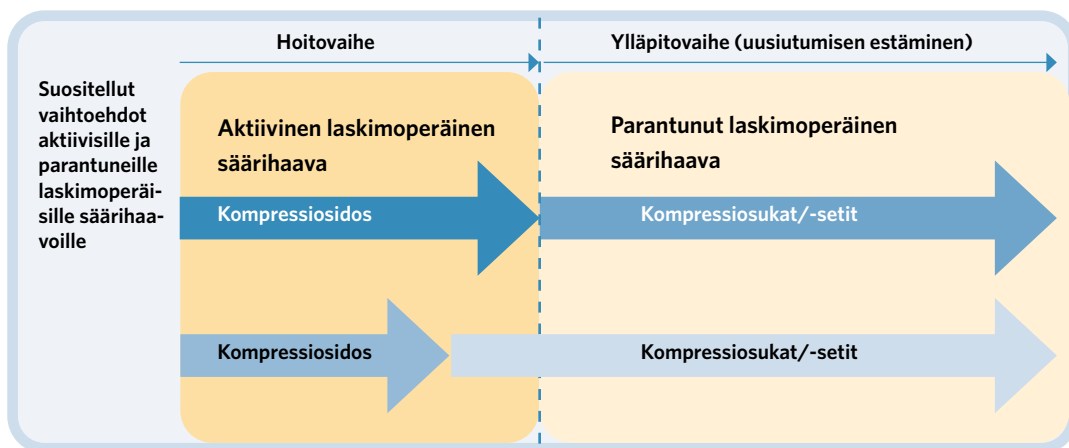 Hoitovaihe
Ylläpitovaihe (uusiutumisen estäminen)
Suositellut
vaihtoehdot
aktiivisille ja
parantuneille
laskimoperäi-
sille säärihaa-
voille
Aktiivinen laskimoperäinen
säärihaava
Parantunut laskimoperäinen
säärihaava
Kompressiosidos
Kompressiosukat/-setit
Kompressiosidos
Kompressiosukat/-setit